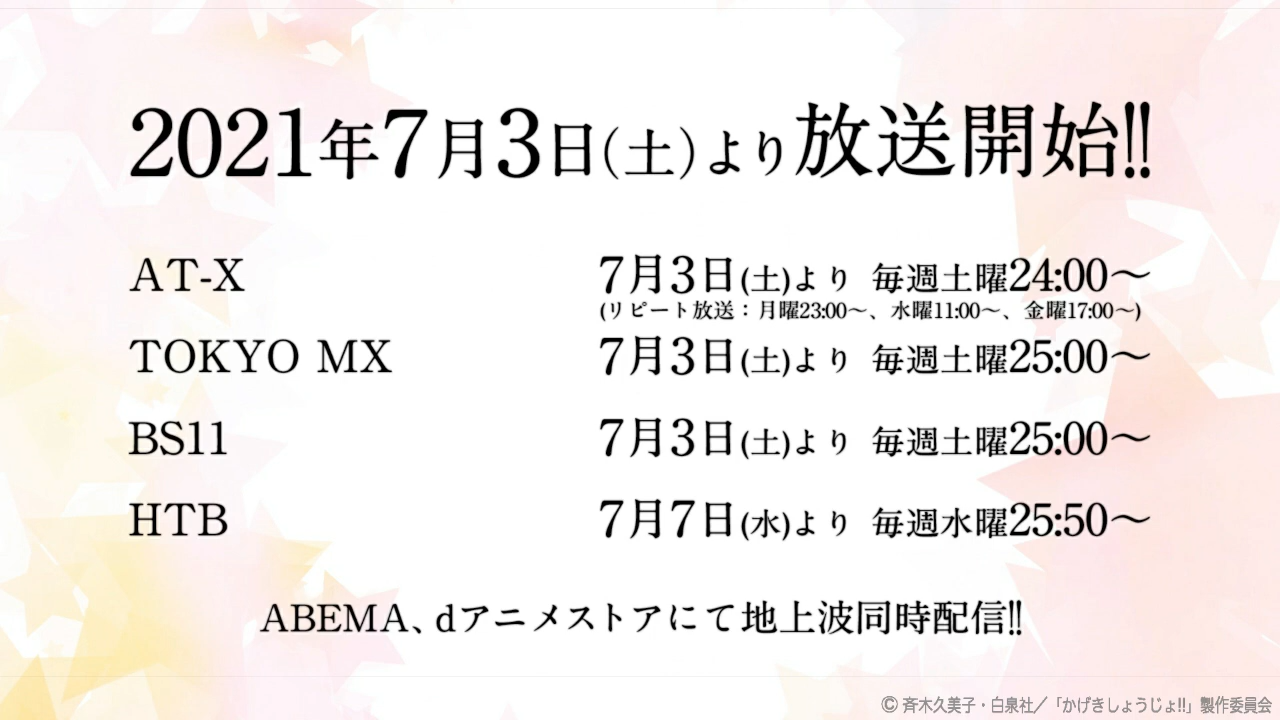 2021年7月3日(土)より放送開始!!
AT-X 7月3日(土)より 毎週土曜24:00～
(リピート放送：月曜23:00～、水曜11:00～、金曜17:00～)
TOKYO MX 7月3日(土)より 毎週土曜25:00～
BS11 7月3日(土)より 毎週土曜25:00～
HTB 7月7日(水)より 毎週水曜25:50～
ABEMA、dアニメストアにて地上波同時配信!!
© 斉木久美子・白泉社／「かげきしょうじょ!!」製作委員会